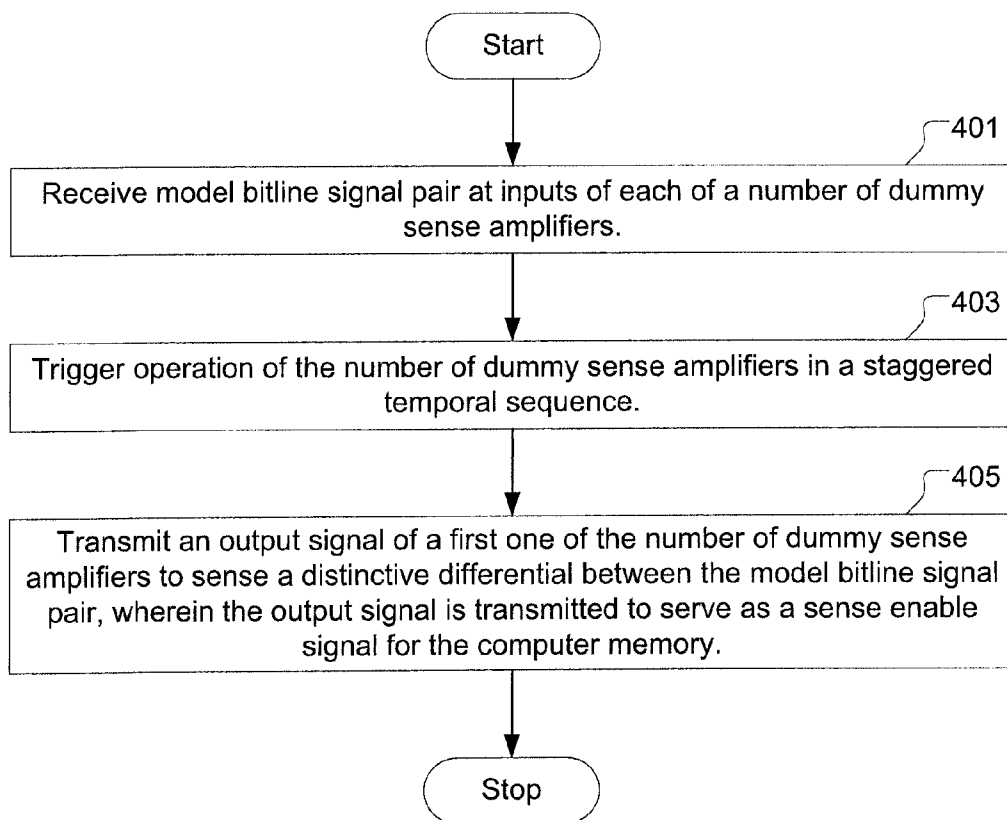 Start
401
Receive model bitline signal pair at inputs of each of a number of dummy
sense amplifiers.
403
Trigger operation of the number of dummy sense amplifiers in a staggered
temporal sequence.
405
Transmit an output signal of a first one of the number of dummy sense
amplifiers to sense a distinctive differential between the model bitline signal
pair, wherein the output signal is transmitted to serve as a sense enable
signal for the computer memory.
Stop